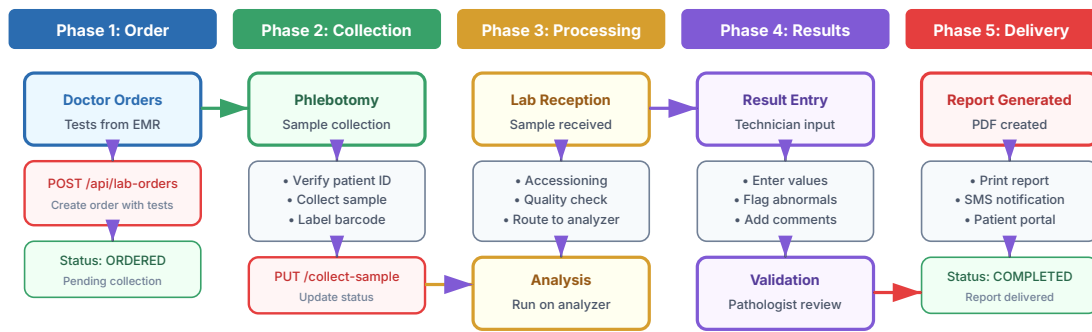 Phase 1: Order
Phase 2: Collection
Phase 3: Processing
Phase 4: Results
Phase 5: Delivery
Doctor Orders
Tests from EMR
POST /api/lab-orders
Create order with tests
Status: ORDERED
Pending collection
Phlebotomy
Sample collection
• Verify patient ID
• Collect sample
• Label barcode
PUT /collect-sample
Update status
Lab Reception
Sample received
• Accessioning
• Quality check
• Route to analyzer
Analysis
Run on analyzer
Result Entry
Technician input
• Enter values
• Flag abnormals
• Add comments
Validation
Pathologist review
Report Generated
PDF created
• Print report
• SMS notification
• Patient portal
Status: COMPLETED
Report delivered